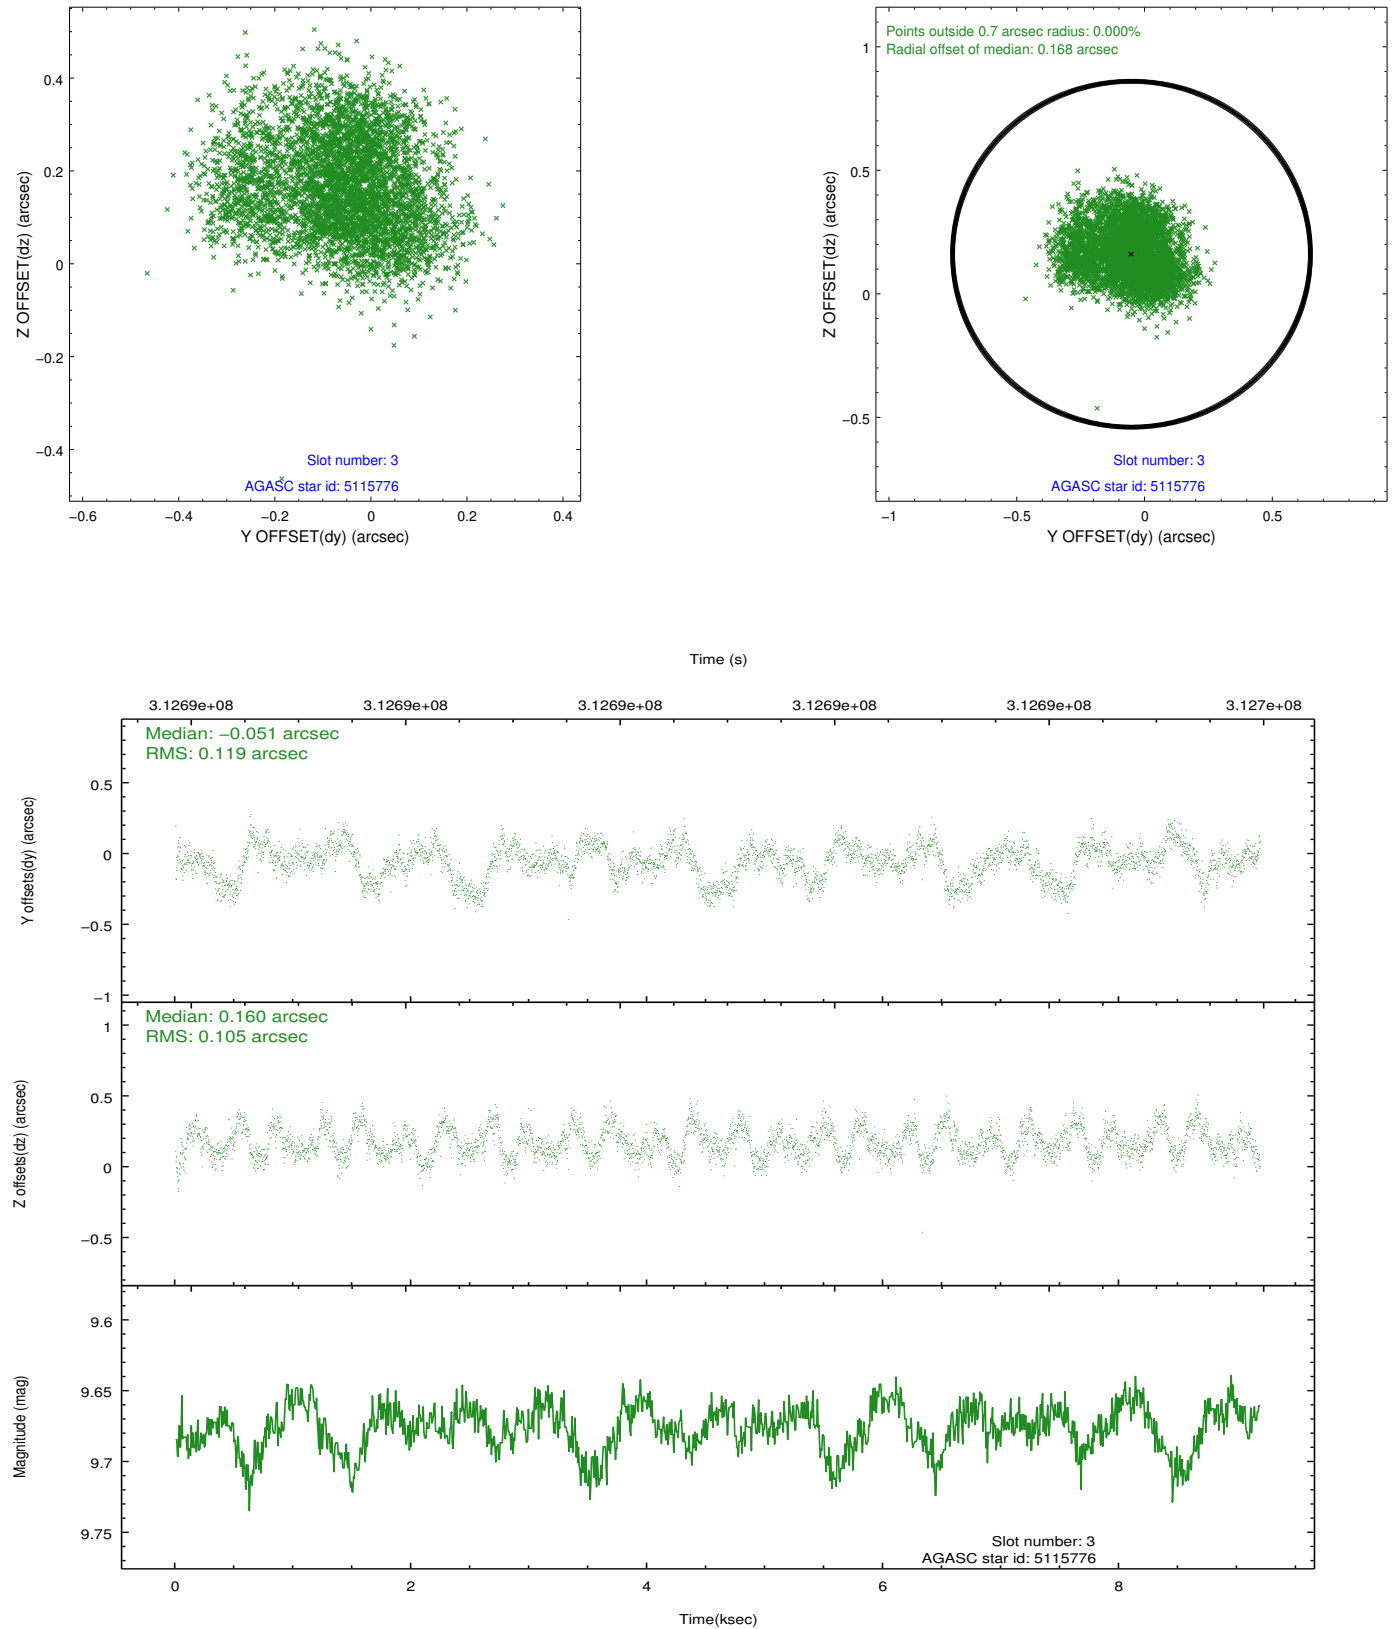 0.4
0.2
0
−0.2
−0.4
Z OFFSET(dz) (arcsec)
Slot number: 3
AGASC star id: 5115776
−0.6 −0.4 −0.2 0 0.2 0.4
Y OFFSET(dy) (arcsec)
Points outside 0.7 arcsec radius: 0.000%
Radial offset of median: 0.168 arcsec
1
0.5
0
−0.5
Z OFFSET(dz) (arcsec)
Slot number: 3
AGASC star id: 5115776
−1 −0.5 0 0.5
Y OFFSET(dy) (arcsec)
Time (s)
3.1269e+08 3.1269e+08 3.1269e+08 3.1269e+08 3.1269e+08 3.127e+08
Median: −0.051 arcsec
RMS: 0.119 arcsec
0.5
0
−0.5
−1
Y offsets(dy) (arcsec)
Median: 0.160 arcsec
RMS: 0.105 arcsec
1
0.5
0
−0.5
Z offsets(dz) (arcsec)
9.6
9.65
9.7
9.75
Magnitude (mag)
Slot number: 3
AGASC star id: 5115776
0 2 4 6 8
Time(ksec)